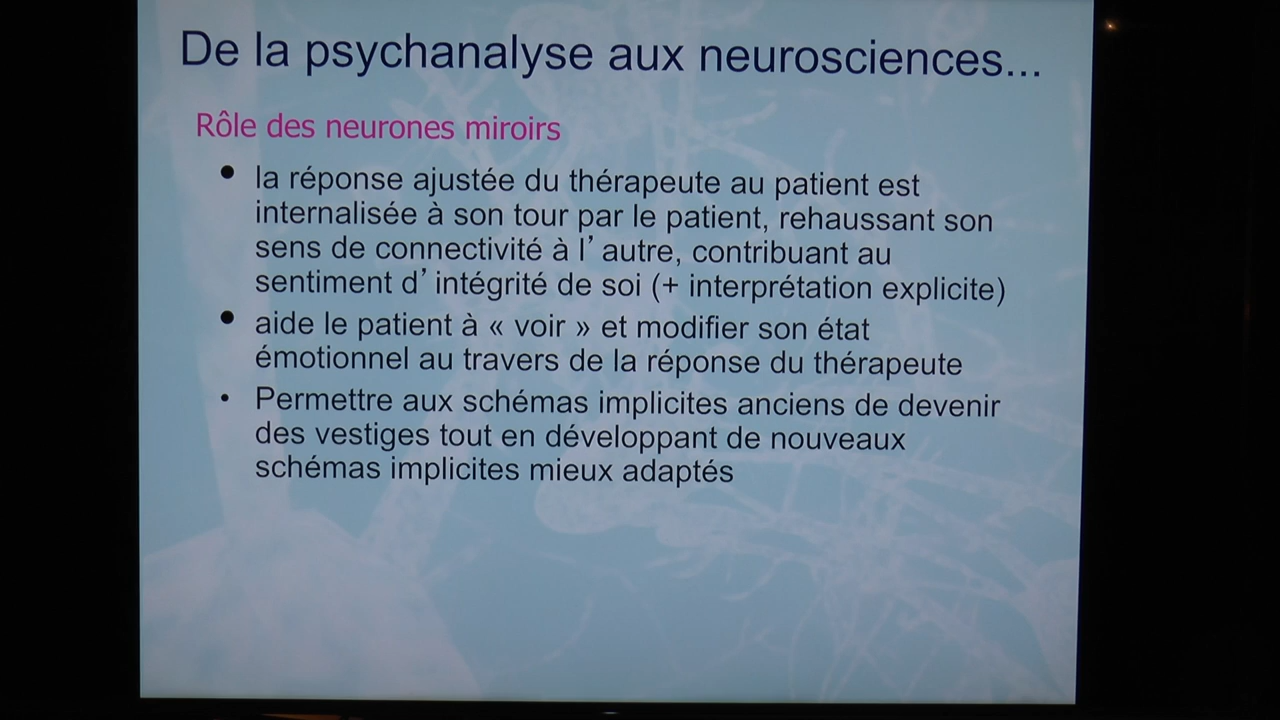 De la psychanalyse aux neurosciences...
Rôle des neurones miroirs
• la réponse ajustée du thérapeute au patient est
internalisée à son tour par le patient, rehaussant son
sens de connectivité à l’ autre, contribuant au
sentiment d’ intégrité de soi (+ interprétation explicite)
• aide le patient à « voir » et modifier son état
émotionnel au travers de la réponse du thérapeute
• Permettre aux schémas implicites anciens de devenir
des vestiges tout en développant de nouveaux
schémas implicites mieux adaptés